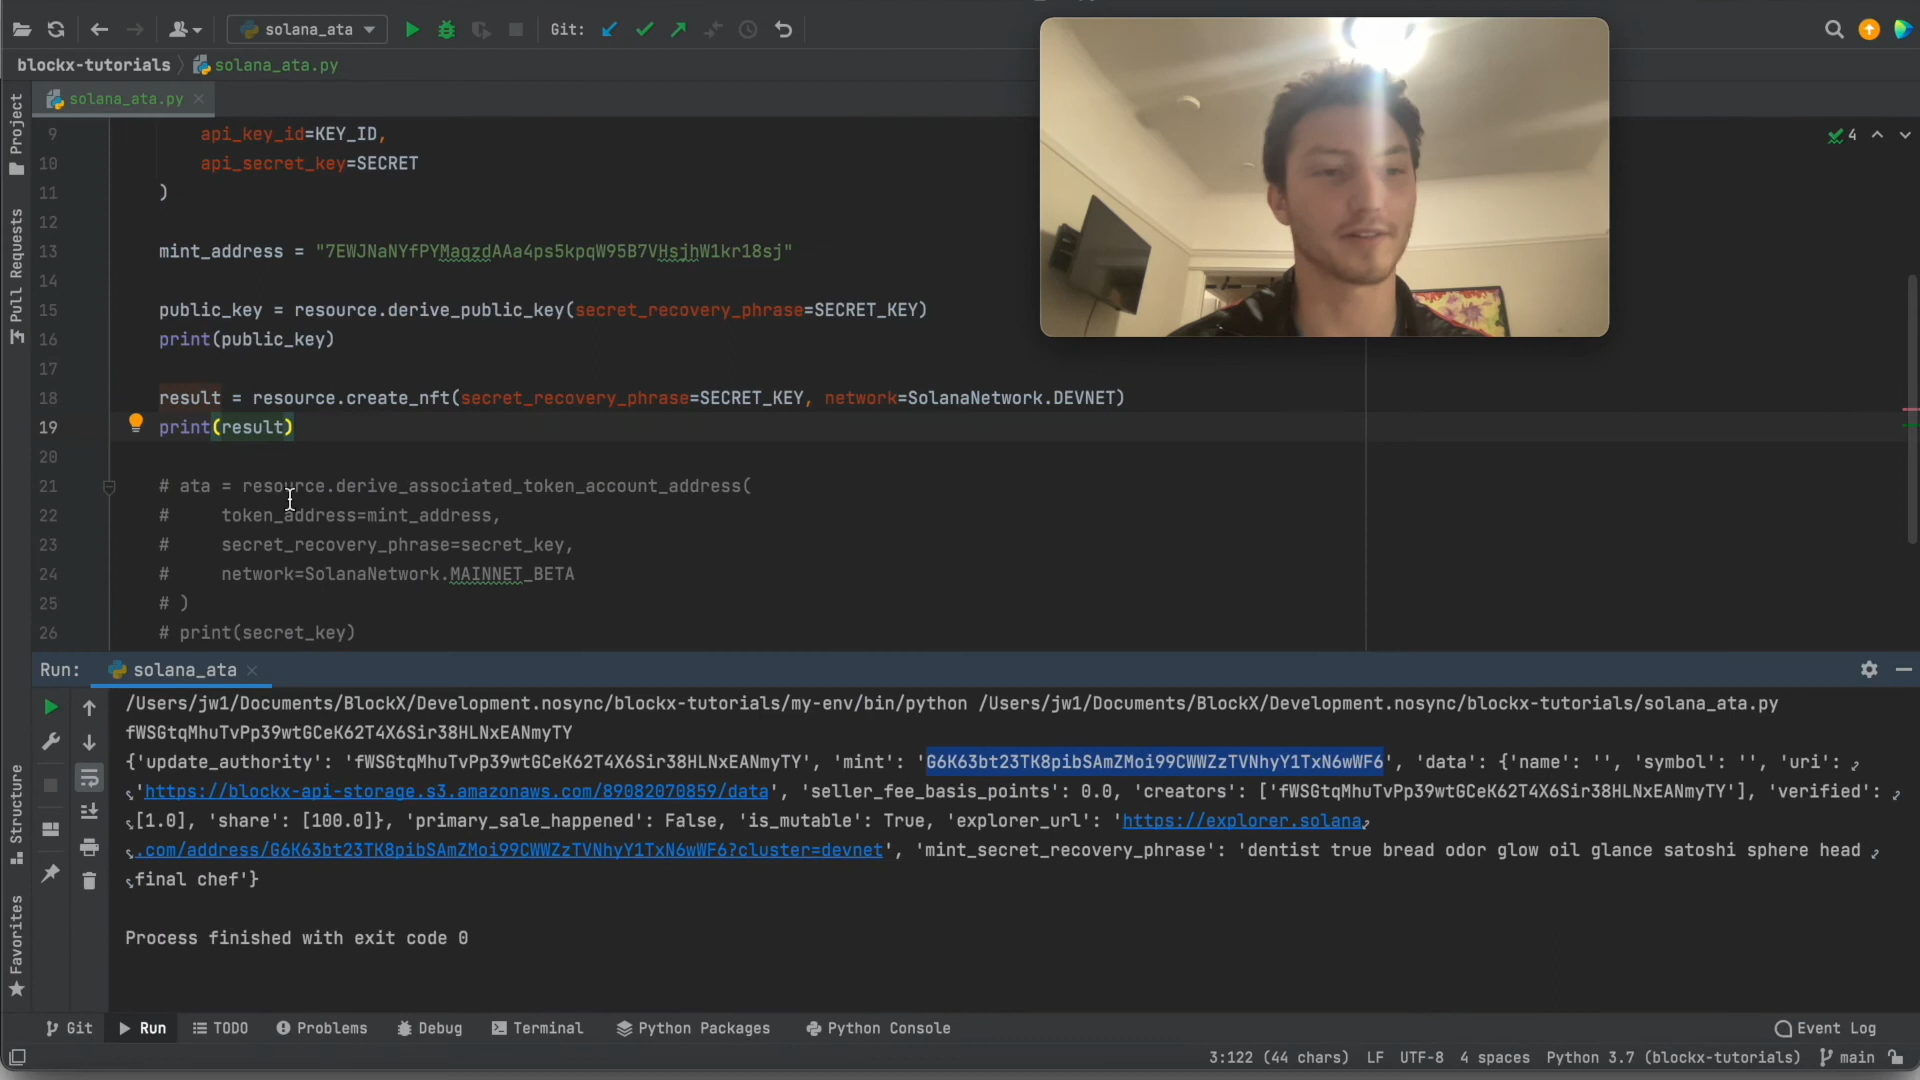 solana_ata
Git:
blockx-tutorials
solana_ata.py
solana_ata.py
Project
Pull Requests
Structure
Favorites
4
9 api_key_id=KEY_ID,
10 api_secret_key=SECRET
11 )
12
13 mint_address = "7EWJNaNYfPYMagzdAAa4ps5kpqW95B7VHsjhW1kr18sj"
14
15 public_key = resource.derive_public_key(secret_recovery_phrase=SECRET_KEY)
16 print(public_key)
17
18 result = resource.create_nft(secret_recovery_phrase=SECRET_KEY, network=SolanaNetwork.DEVNET)
19 print(result)
20
21 # ata = resource.derive_associated_token_account_address(
22 #     token_address=mint_address,
23 #     secret_recovery_phrase=secret_key,
24 #     network=SolanaNetwork.MAINNET_BETA
25 # )
26 # print(secret_key)
Run: solana_ata
/Users/jw1/Documents/BlockX/Development.nosync/blockx-tutorials/my-env/bin/python /Users/jw1/Documents/BlockX/Development.nosync/blockx-tutorials/solana_ata.py
fWSGtqMhuTvPp39wtGCeK62T4X6Sir38HLNxEANmyTY
{'update_authority': 'fWSGtqMhuTvPp39wtGCeK62T4X6Sir38HLNxEANmyTY', 'mint': 'G6K63bt23TK8pibSAmZMoi99CWWZzTVNhyY1TxN6wWF6', 'data': {'name': '', 'symbol': '', 'uri':
'https://blockx-api-storage.s3.amazonaws.com/89082070859/data', 'seller_fee_basis_points': 0.0, 'creators': ['fWSGtqMhuTvPp39wtGCeK62T4X6Sir38HLNxEANmyTY'], 'verified':
[1.0], 'share': [100.0]}, 'primary_sale_happened': False, 'is_mutable': True, 'explorer_url': 'https://explorer.solana
.com/address/G6K63bt23TK8pibSAmZMoi99CWWZzTVNhyY1TxN6wWF6?cluster=devnet', 'mint_secret_recovery_phrase': 'dentist true bread odor glow oil glance satoshi sphere head
final chef'}
Process finished with exit code 0
Git Run TODO Problems Debug Terminal Python Packages Python Console Event Log
3:122 (44 chars) LF UTF-8 4 spaces Python 3.7 (blockx-tutorials) main